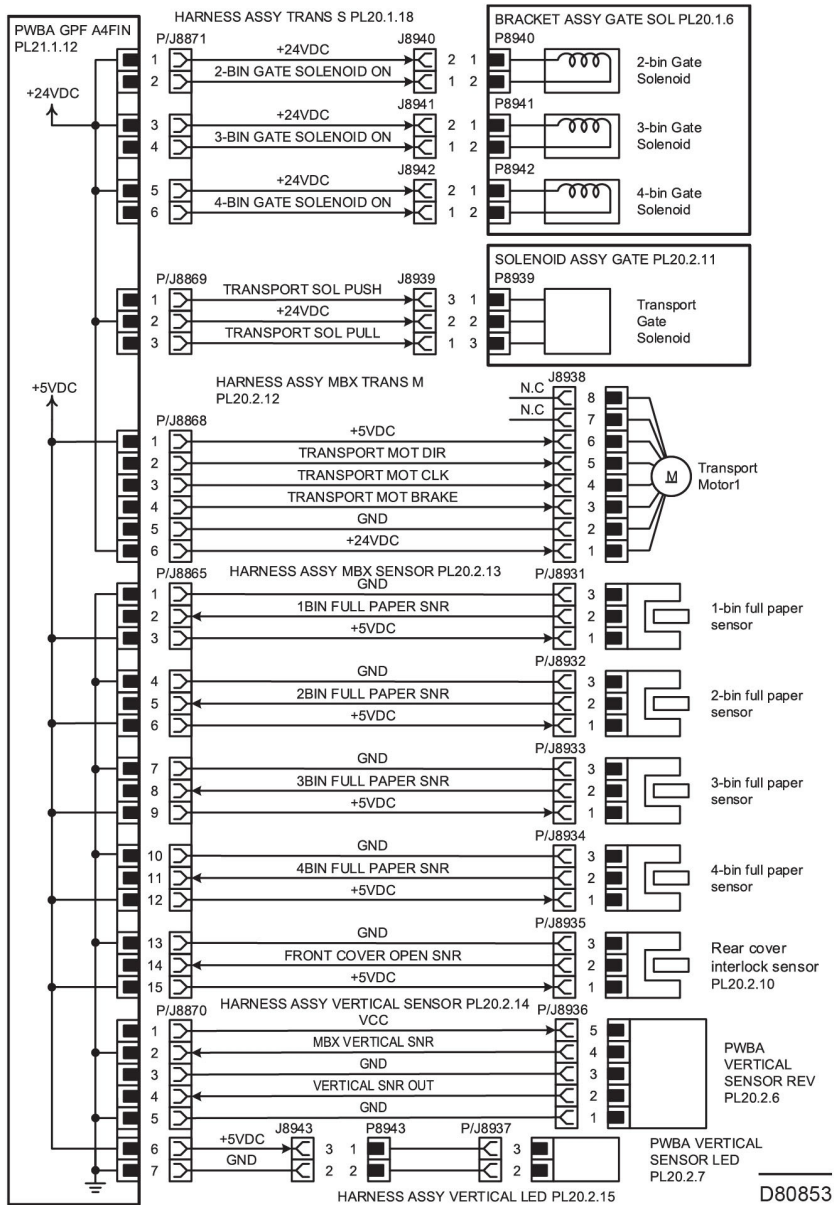 HARNESS ASSY TRANS S PL20.1.18
BRACKET ASSY GATE SOL PL20.1.6
PWBA GPF A4FIN
PL21.1.12
P/J8871
J8940
P8940
1
+24VDC
2 1
2
2-BIN GATE SOLENOID ON
1 2
2-bin Gate
Solenoid
+24VDC
J8941
P8941
3
+24VDC
2 1
4
3-BIN GATE SOLENOID ON
1 2
3-bin Gate
Solenoid
J8942
P8942
5
+24VDC
2 1
6
4-BIN GATE SOLENOID ON
1 2
4-bin Gate
Solenoid
SOLENOID ASSY GATE PL20.2.11
P/J8869
J8939
P8939
1
TRANSPORT SOL PUSH
3 1
2
+24VDC
2 2
3
TRANSPORT SOL PULL
1 3
Transport
Gate
Solenoid
HARNESS ASSY MBX TRANS M
PL20.2.12
J8938
N.C
8
N.C
7
+5VDC
P/J8868
1
+5VDC
6
2
TRANSPORT MOT DIR
5
3
TRANSPORT MOT CLK
4
4
TRANSPORT MOT BRAKE
3
5
GND
2
6
+24VDC
1
M
Transport
Motor1
HARNESS ASSY MBX SENSOR PL20.2.13
P/J8865
P/J8931
1
GND
3
2
1BIN FULL PAPER SNR
2
3
+5VDC
1
1-bin full paper
sensor
P/J8932
4
GND
3
5
2BIN FULL PAPER SNR
2
6
+5VDC
1
2-bin full paper
sensor
P/J8933
7
GND
3
8
3BIN FULL PAPER SNR
2
9
+5VDC
1
3-bin full paper
sensor
P/J8934
10
GND
3
11
4BIN FULL PAPER SNR
2
12
+5VDC
1
4-bin full paper
sensor
P/J8935
13
GND
3
14
FRONT COVER OPEN SNR
2
15
+5VDC
1
Rear cover
interlock sensor
PL20.2.10
HARNESS ASSY VERTICAL SENSOR PL20.2.14
P/J8870
P/J8936
1
VCC
5
2
MBX VERTICAL SNR
4
3
GND
3
4
VERTICAL SNR OUT
2
5
GND
1
PWBA
VERTICAL
SENSOR REV
PL20.2.6
J8943
P8943
P/J8937
6
+5VDC
3 1
3
7
GND
2 2
2
PWBA VERTICAL
SENSOR LED
PL20.2.7
HARNESS ASSY VERTICAL LED PL20.2.15
D80853